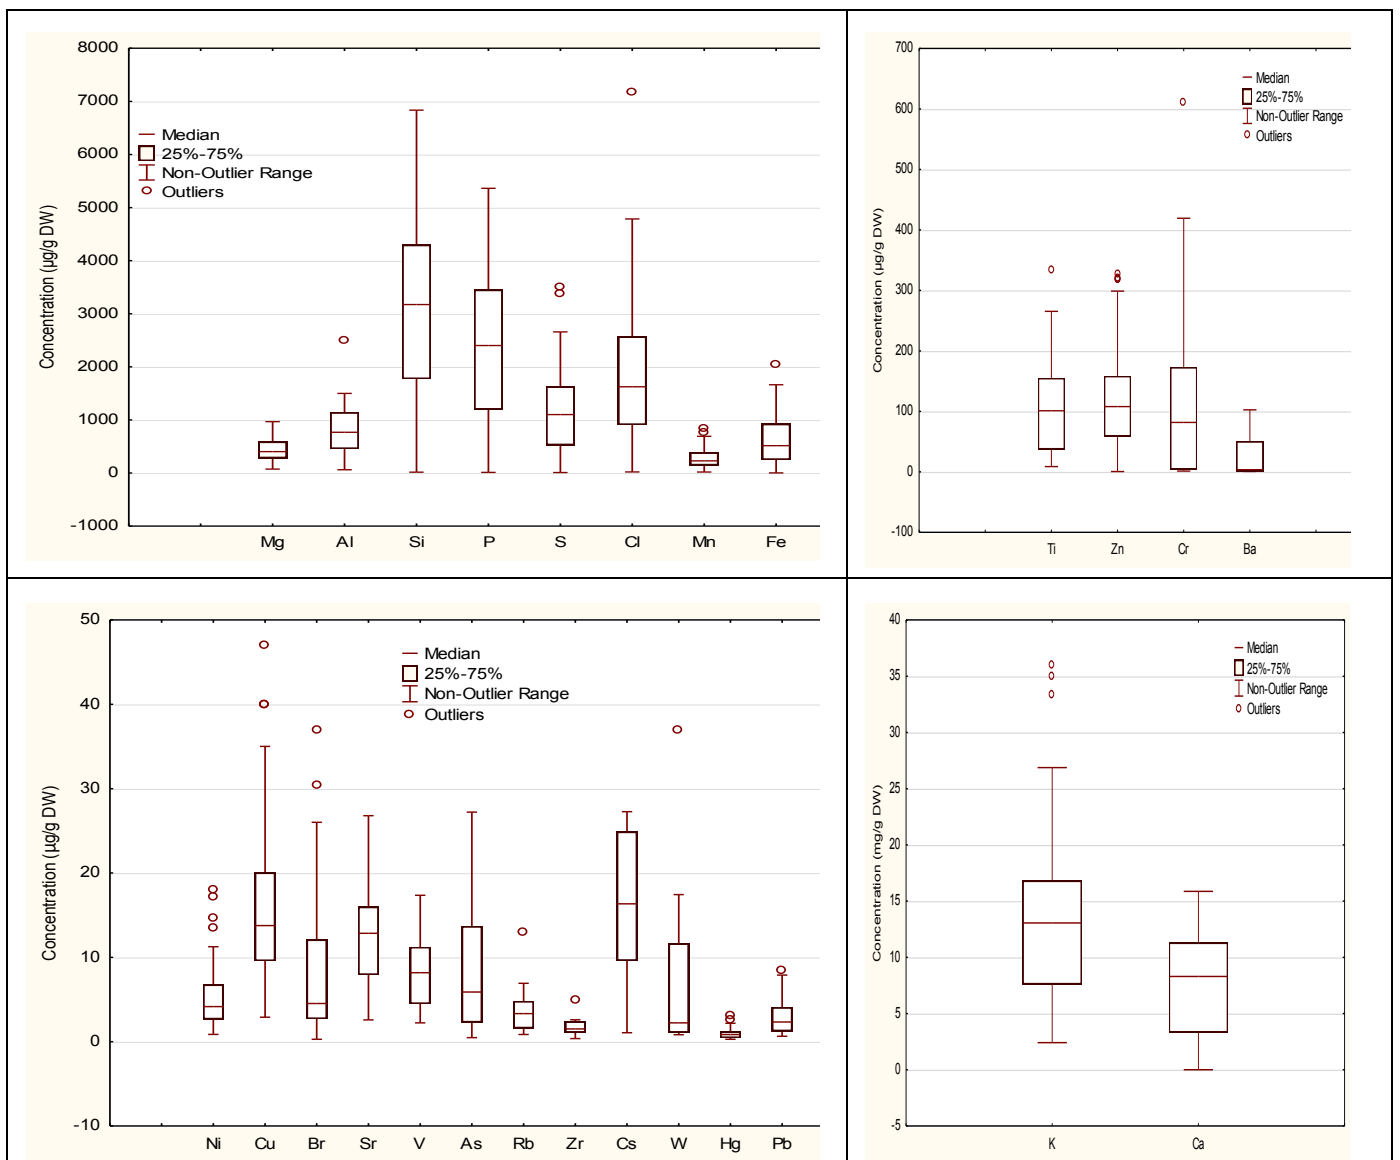 8000
7000
6000
5000
4000
3000
2000
1000
0
-1000
Concentration (µg/g DW)
Median
25%-75%
Non-Outlier Range
Outliers
Mg Al Si P S Cl Mn Fe
700
600
500
400
300
200
100
0
-100
Concentration (µg/g DW)
Median
25%-75%
Non-Outlier Range
Outliers
Ti Zn Cr Ba
50
40
30
20
10
0
-10
Concentration (µg/g DW)
Median
25%-75%
Non-Outlier Range
Outliers
Ni Cu Br Sr V As Rb Zr Cs W Hg Pb
40
35
30
25
20
15
10
5
0
-5
Concentration (mg/g DW)
Median
25%-75%
Non-Outlier Range
Outliers
K Ca